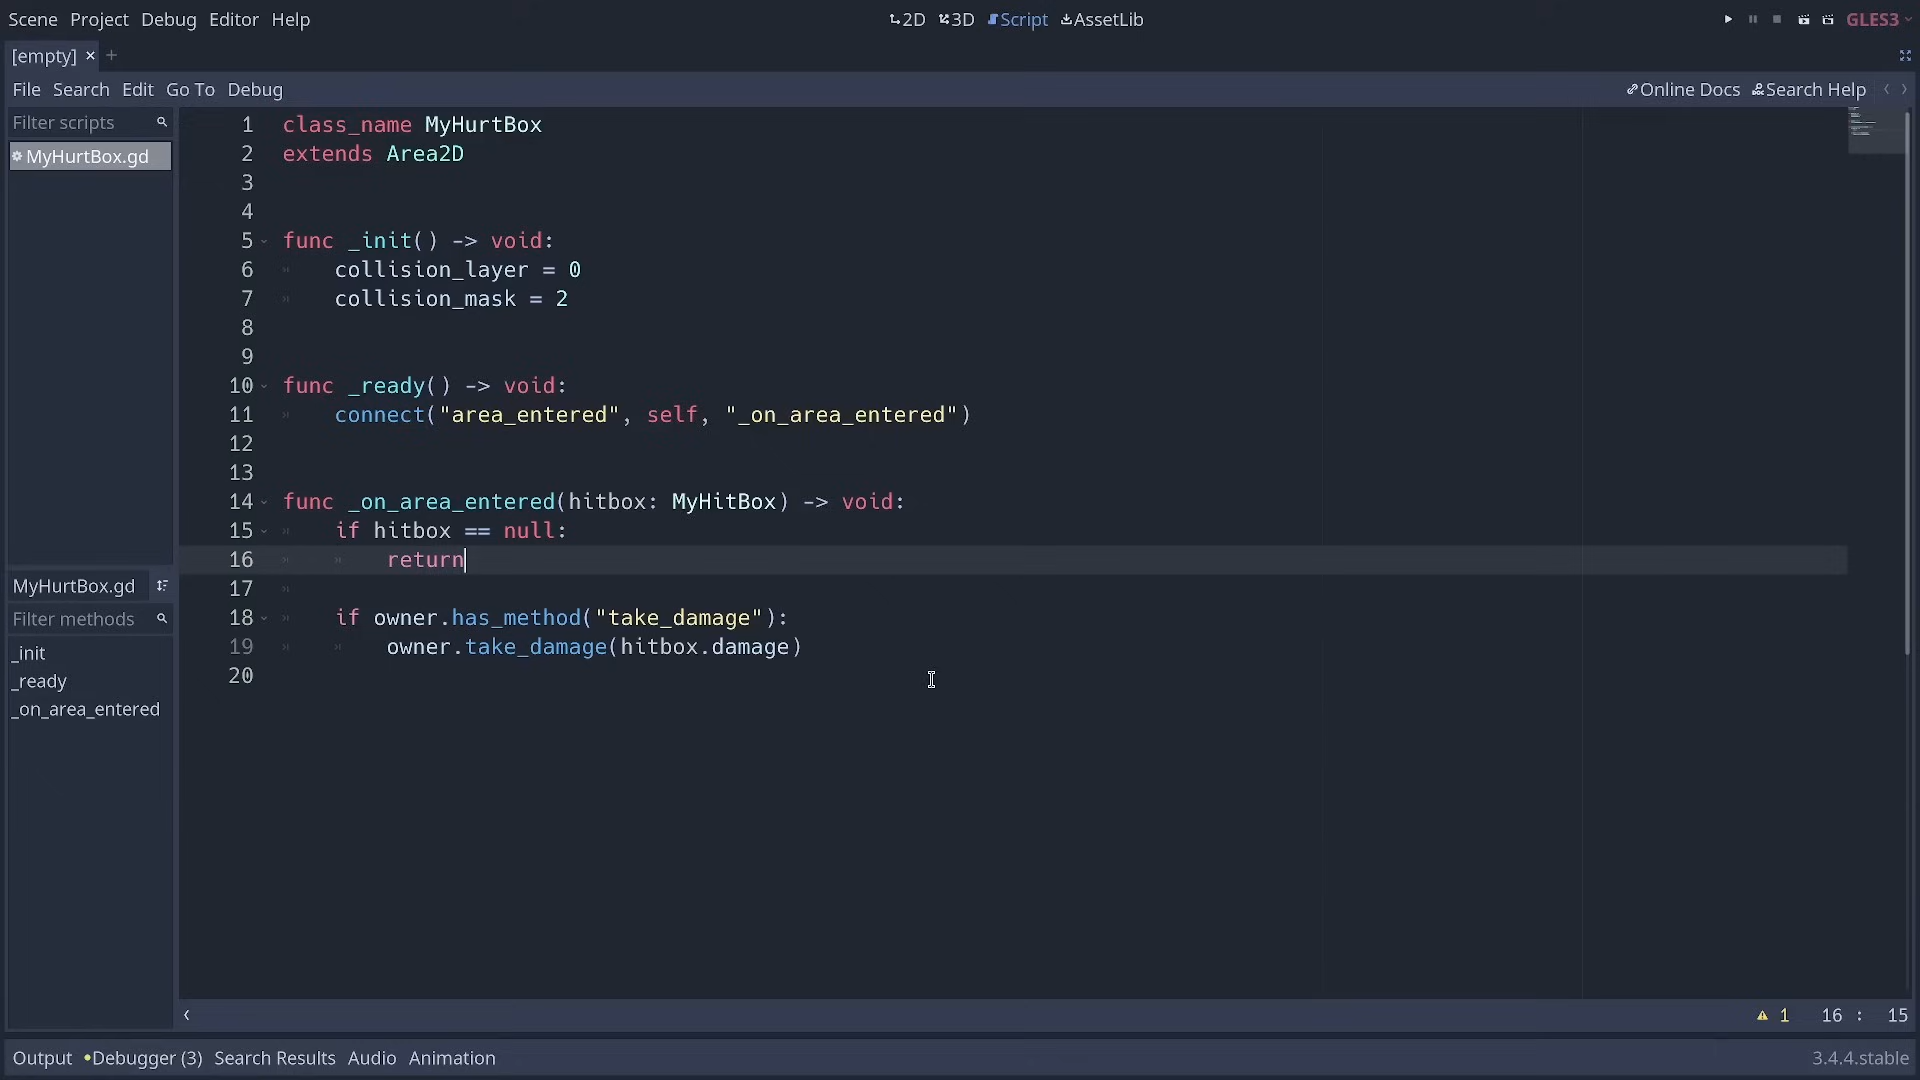 Scene Project Debug Editor Help
2D 3D Script AssetLib
GLES3
[empty] × +
File Search Edit Go To Debug
Online Docs Search Help
Filter scripts
MyHurtBox.gd
1 class_name MyHurtBox
2 extends Area2D
3
4
5 func _init() -> void:
6 collision_layer = 0
7 collision_mask = 2
8
9
10 func _ready() -> void:
11 connect("area_entered", self, "_on_area_entered")
12
13
14 func _on_area_entered(hitbox: MyHitBox) -> void:
15 if hitbox == null:
16 return
17
18 if owner.has_method("take_damage"):
19 owner.take_damage(hitbox.damage)
20
MyHurtBox.gd
Filter methods
_init
_ready
_on_area_entered
1 16 : 15
Output Debugger (3) Search Results Audio Animation
3.4.4.stable